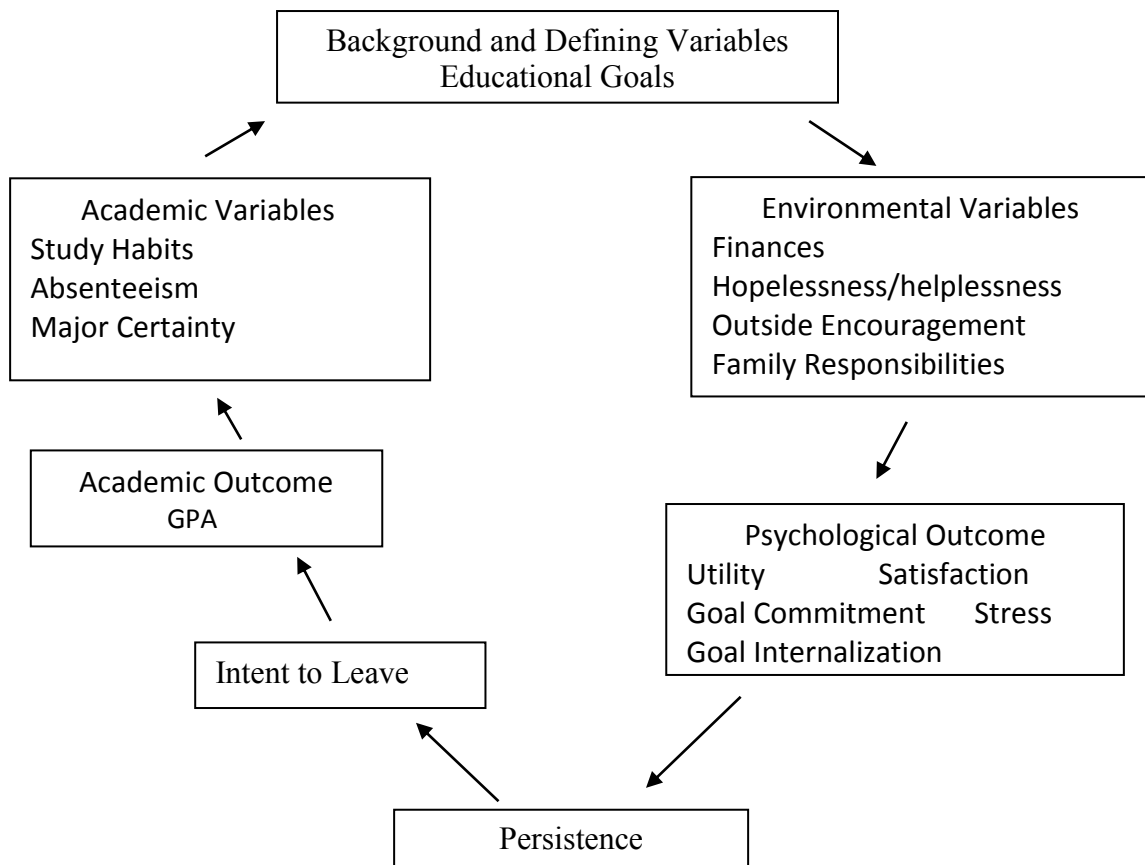 Background and Defining Variables
Educational Goals
Academic Variables
Study Habits
Absenteeism
Major Certainty
Environmental Variables
Finances
Hopelessness/helplessness
Outside Encouragement
Family Responsibilities
Academic Outcome
GPA
Psychological Outcome
Utility Satisfaction
Goal Commitment Stress
Goal Internalization
Intent to Leave
Persistence